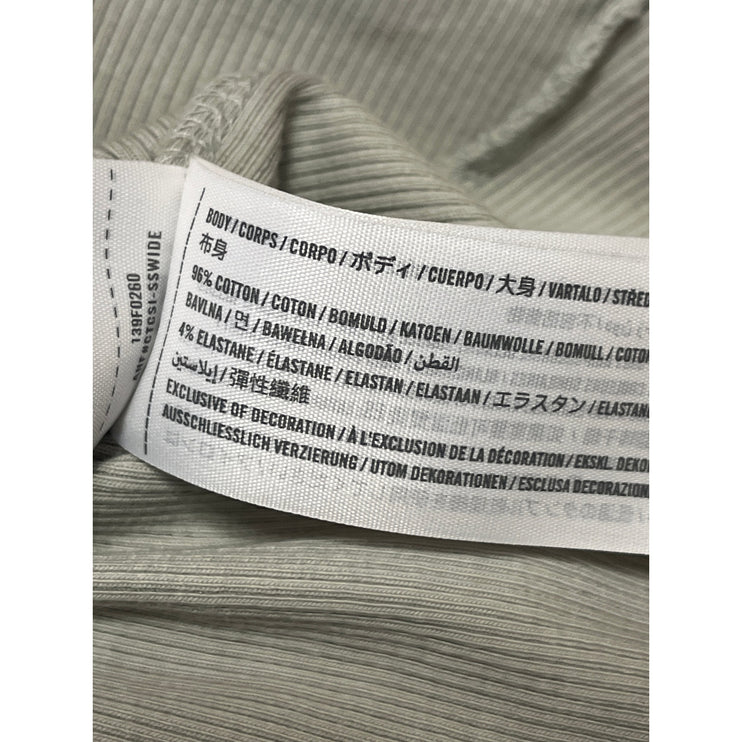 139F0260
BODY / CORPS / CORPO / ボディ / CUERPO / 大身 / VARTALO / STŘED
布身
96% COTTON / COTON / BOMULD / KATOEN / BAUMWOLLE / BOMULL / COTON
BAVLNA / 면 / BAWEŁNA / ALGODÃO / القطن
4% ELASTANE / ÉLASTANE / ELASTAN / ELASTAAN / エラスタン / ELASTANE
إيلاستين / 彈性纖維
EXCLUSIVE OF DECORATION / À L'EXCLUSION DE LA DÉCORATION / EKSKL. DEKO
AUSSCHLIESSLICH VERZIERUNG / UTOM DEKORATIONEN / ESCLUSA DECORAZION